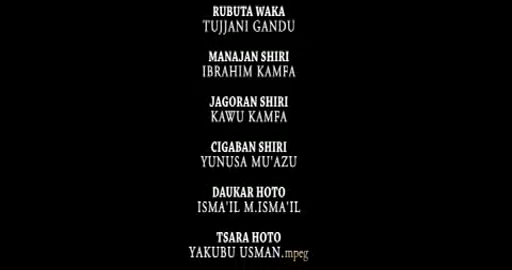 RUBUTA WAKA
TUJJANI GANDU
MANAJAN SHIRI
IBRAHIM KAMFA
JAGORAN SHIRI
KAWU KAMFA
CIGABAN SHIRI
YUNUSA MU'AZU
DAUKAR HOTO
ISMA'IL M.ISMA'IL
TSARA HOTO
YAKUBU USMAN.mpeg